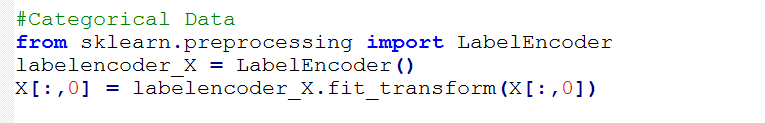 #Categorical Data
from sklearn.preprocessing import LabelEncoder
labelencoder_X = LabelEncoder()
X[:,0] = labelencoder_X.fit_transform(X[:,0])